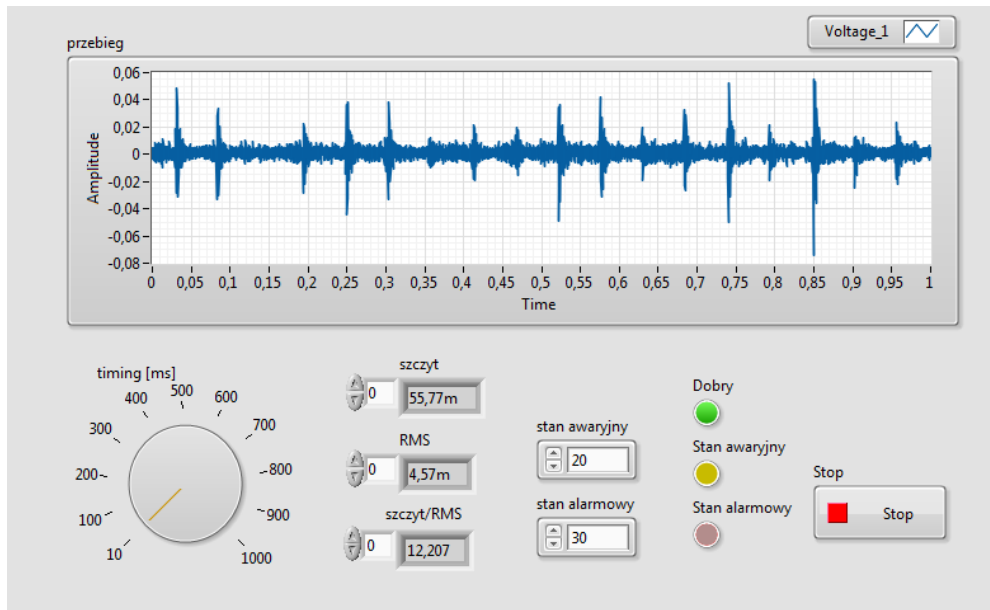 Voltage_1
przebieg
0,06
0,04
0,02
0
-0,02
-0,04
-0,06
-0,08
Amplitude
0 0,05 0,1 0,15 0,2 0,25 0,3 0,35 0,4 0,45 0,5 0,55 0,6 0,65 0,7 0,75 0,8 0,85 0,9 0,95 1
Time
timing [ms]
10
100
200
300
400
500
600
700
800
900
1000
szczyt
0 55,77m
RMS
0 4,57m
szczyt/RMS
0 12,207
stan awaryjny
20
stan alarmowy
30
Dobry
Stan awaryjny
Stan alarmowy
Stop
Stop